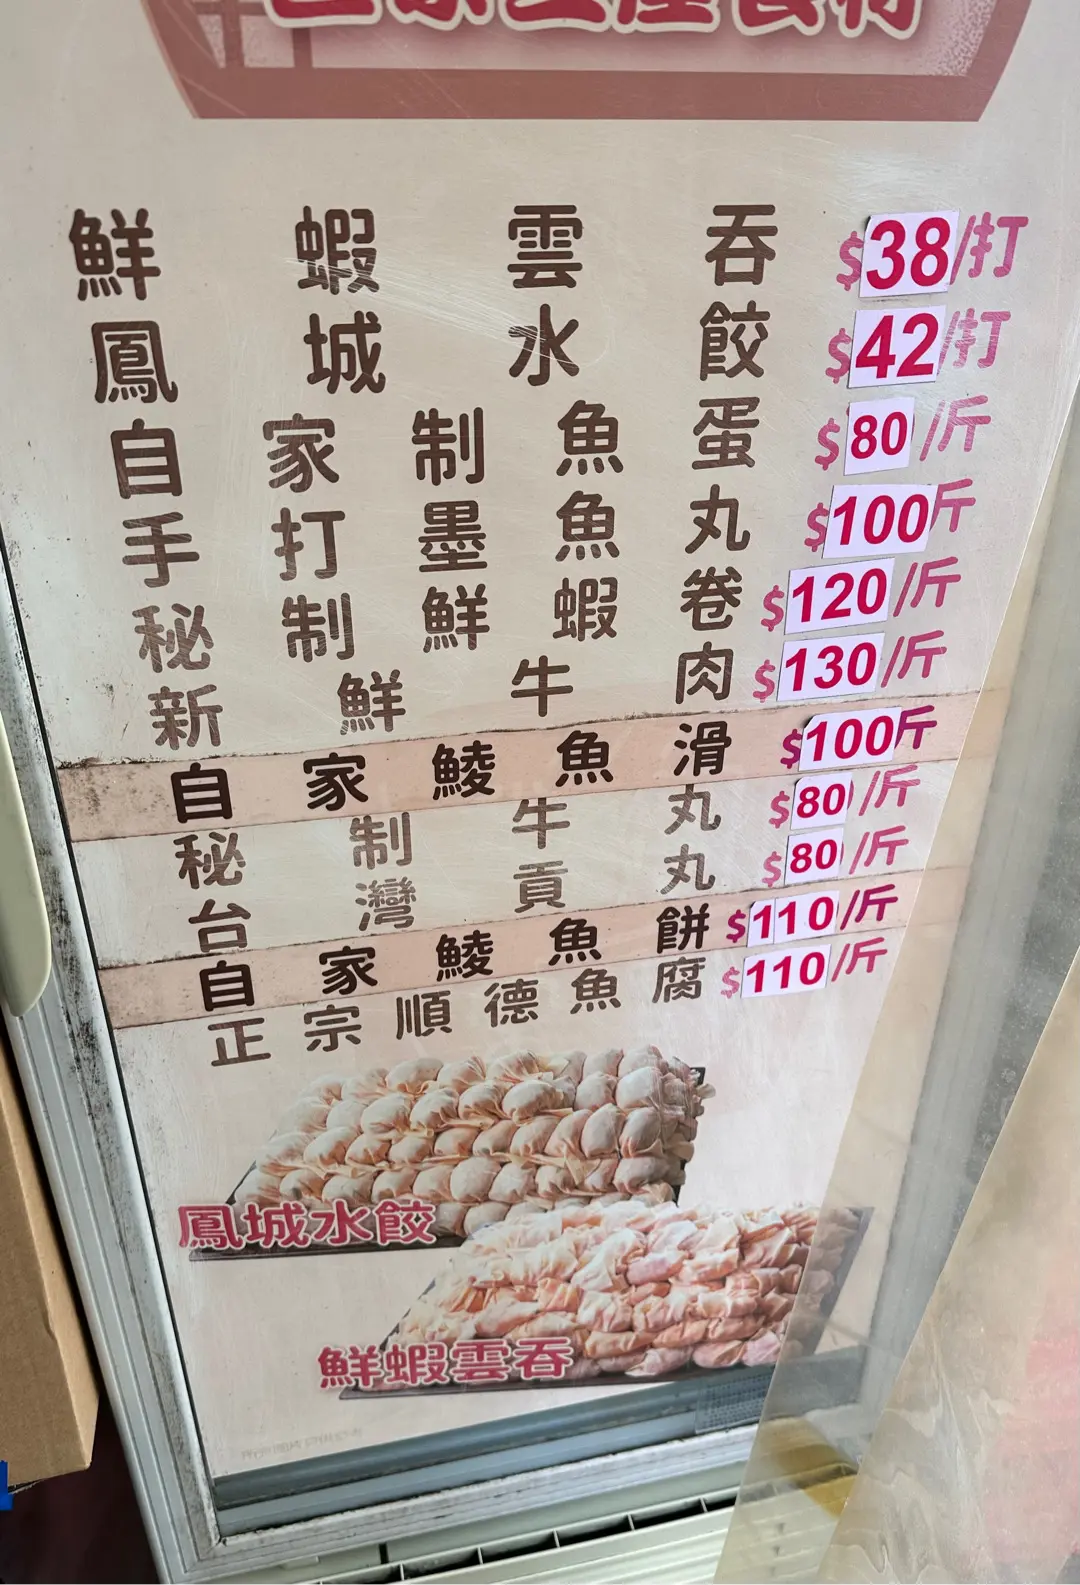 鮮蝦雲吞 $38/打
鳳城水餃 $42/打
自家制魚蛋 $80/斤
手打墨魚丸 $100斤
秘制鮮蝦卷 $120/斤
新鮮牛肉 $130/斤
自家鯪魚滑 $100斤
秘制牛丸 $80/斤
台灣貢丸 $80/斤
自家鯪魚餅 $110/斤
正宗順德魚腐 $110/斤
鳳城水餃
鮮蝦雲吞